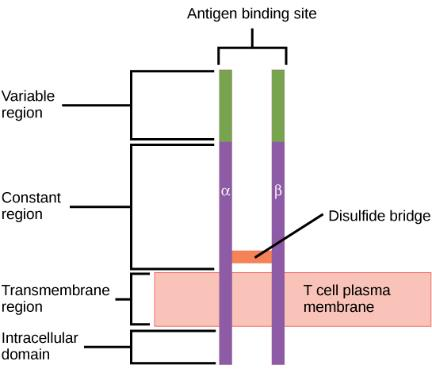 Antigen binding site
Variable
region
Constant
region
α
β
Disulfide bridge
Transmembrane
region
T cell plasma
membrane
Intracellular
domain